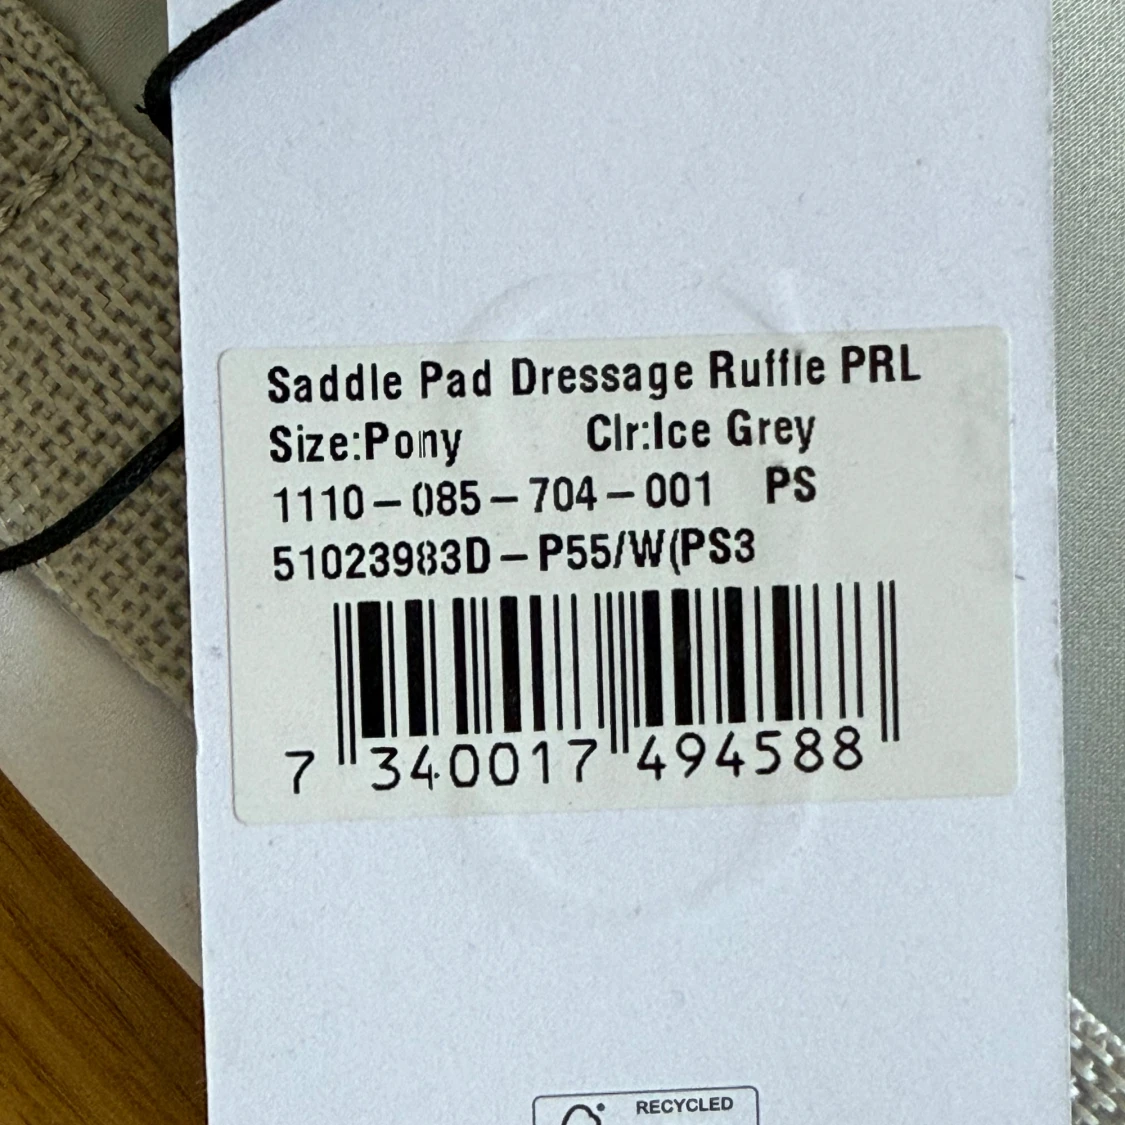 Saddle Pad Dressage Ruffle PRL
Size:Pony Clr:Ice Grey
1110-085-704-001 PS
51023983D-P55/W(PS3
7 340017 494588
RECYCLED